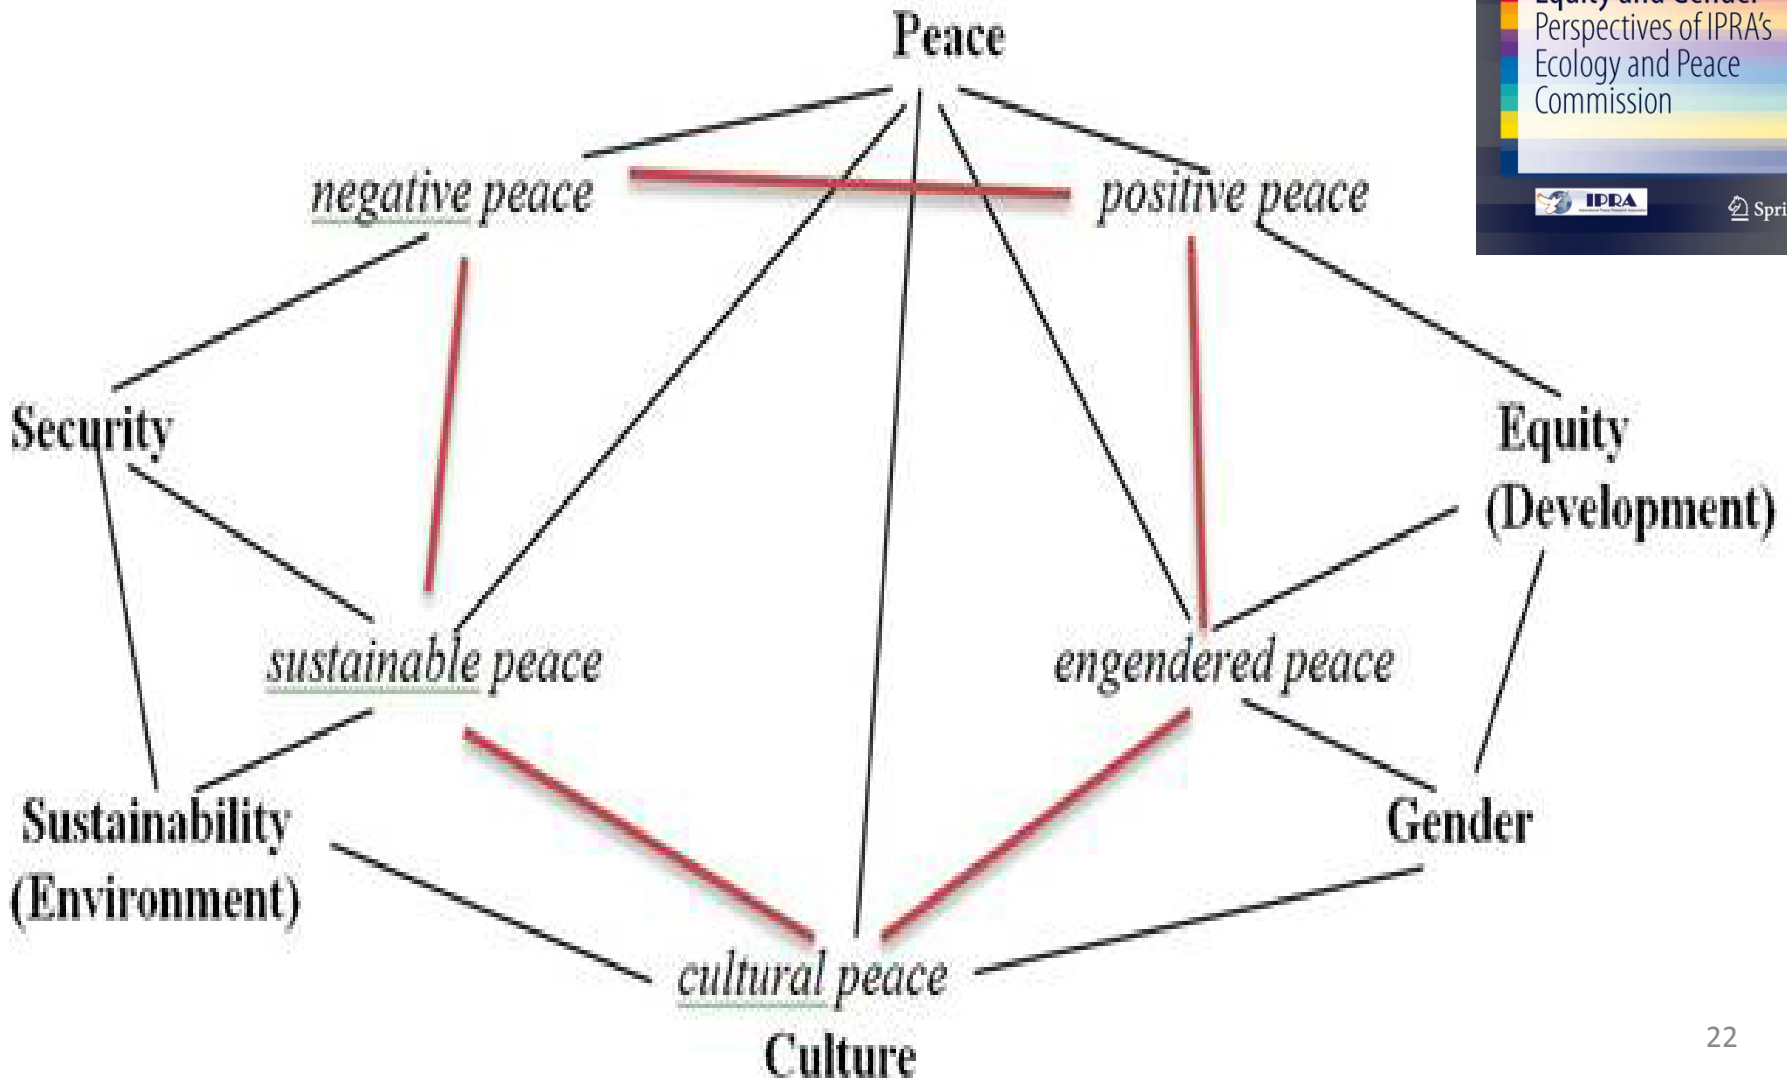 Peace
Perspectives of IPRA's
Ecology and Peace
Commission
IPRA
negative peace
positive peace
Security
Equity
(Development)
sustainable peace
engendered peace
Sustainability
(Environment)
Gender
cultural peace
Culture
22